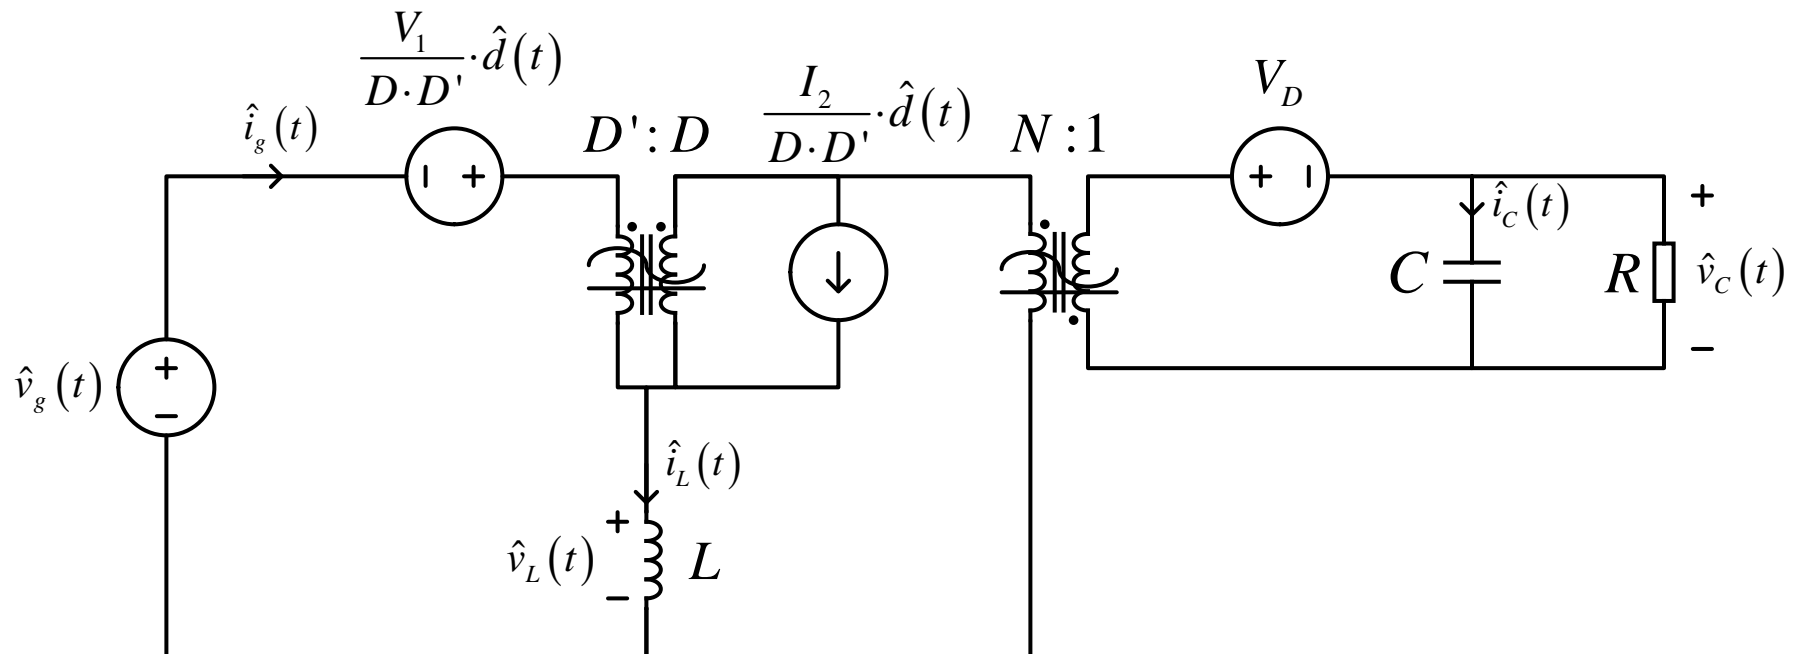 V₁/(D·D')·d̂(t)
î_g(t)
D':D
I₂/(D·D')·d̂(t)
N:1
V_D
+
−
+
−
+
î_C(t)
C
R
v̂_C(t)
−
v̂_g(t)
+
−
î_L(t)
+
v̂_L(t)
L
−